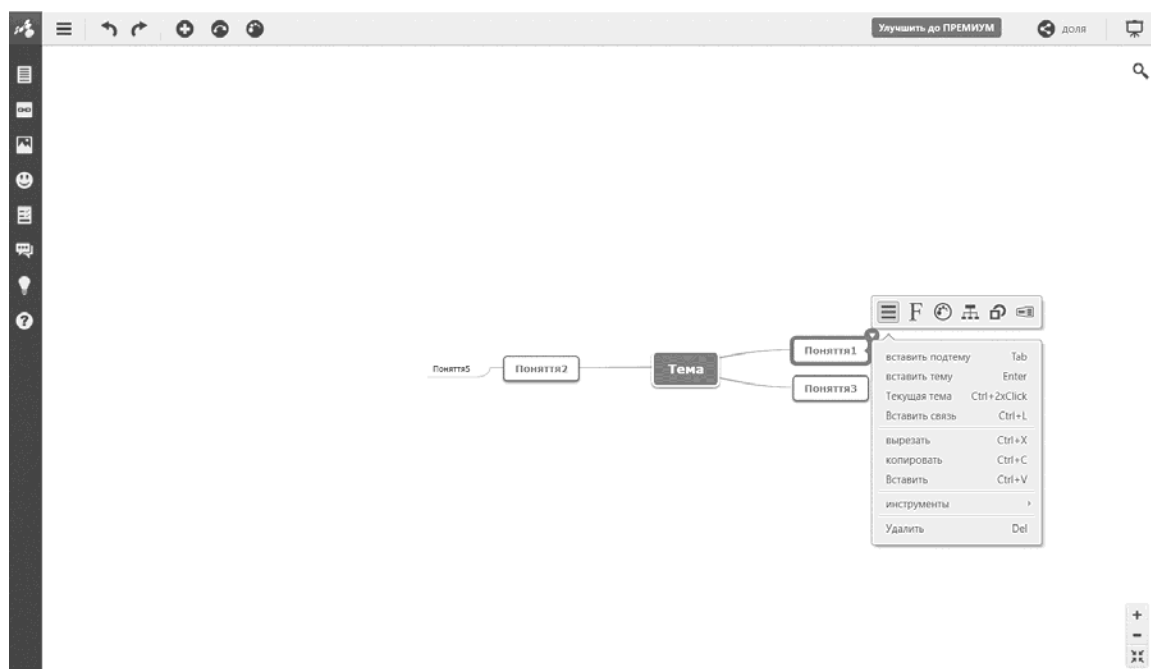 Улучшить до ПРЕМИУМ
доля
Поняття5
Поняття2
Тема
Поняття1
Поняття3
вставить подтему Tab
вставить тему Enter
Текущая тема Ctrl+2xClick
Вставить связь Ctrl+L
вырезать Ctrl+X
копировать Ctrl+C
Вставить Ctrl+V
инструменты
Удалить Del